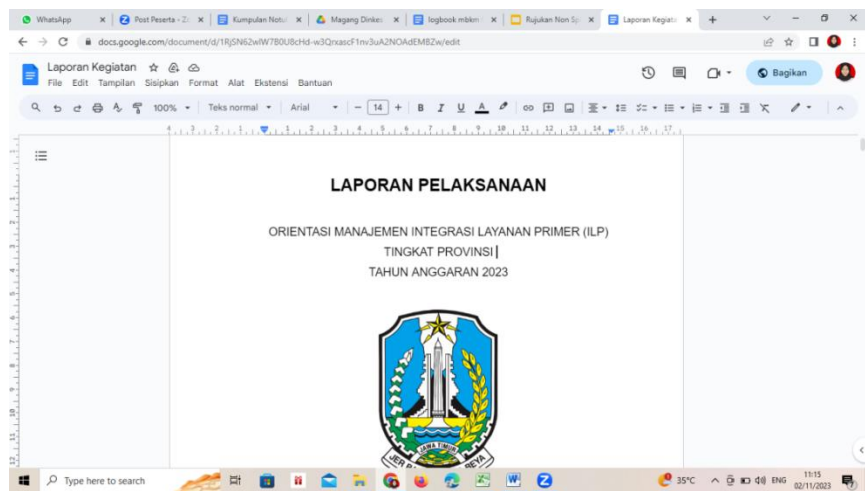 WhatsApp
Post Peserta - Zo
Kumpulan Notul
Magang Dinkes
logbook mbkm
Rujukan Non Sp
Laporan Kegiata
docs.google.com/document/d/
Laporan Kegiatan
File Edit Tampilan Sisipkan Format Alat Ekstensi Bantuan
Bagikan
100% Teks normal Arial 14 B I U A
LAPORAN PELAKSANAAN
ORIENTASI MANAJEMEN INTEGRASI LAYANAN PRIMER (ILP)
TINGKAT PROVINSI
TAHUN ANGGARAN 2023
JAWA TIMUR
JER
Type here to search
35°C
ENG
11:15
02/11/2023